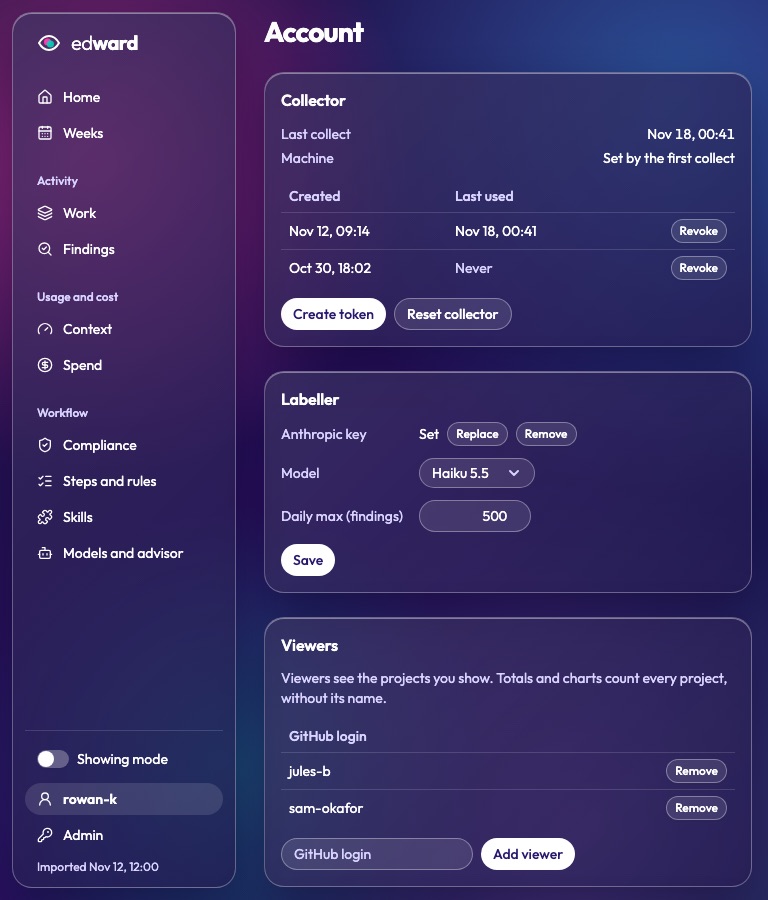 edward
Home
Weeks
Activity
Work
Findings
Usage and cost
Context
Spend
Workflow
Compliance
Steps and rules
Skills
Models and advisor
Showing mode
rowan-k
Admin
Imported Nov 12, 12:00
Account
Collector
Last collect Nov 18, 00:41
Machine Set by the first collect
Created Last used
Nov 12, 09:14 Nov 18, 00:41 Revoke
Oct 30, 18:02 Never Revoke
Create token Reset collector
Labeller
Anthropic key Set Replace Remove
Model Haiku 5.5
Daily max (findings) 500
Save
Viewers
Viewers see the projects you show. Totals and charts count every project,
without its name.
GitHub login
jules-b Remove
sam-okafor Remove
GitHub login Add viewer